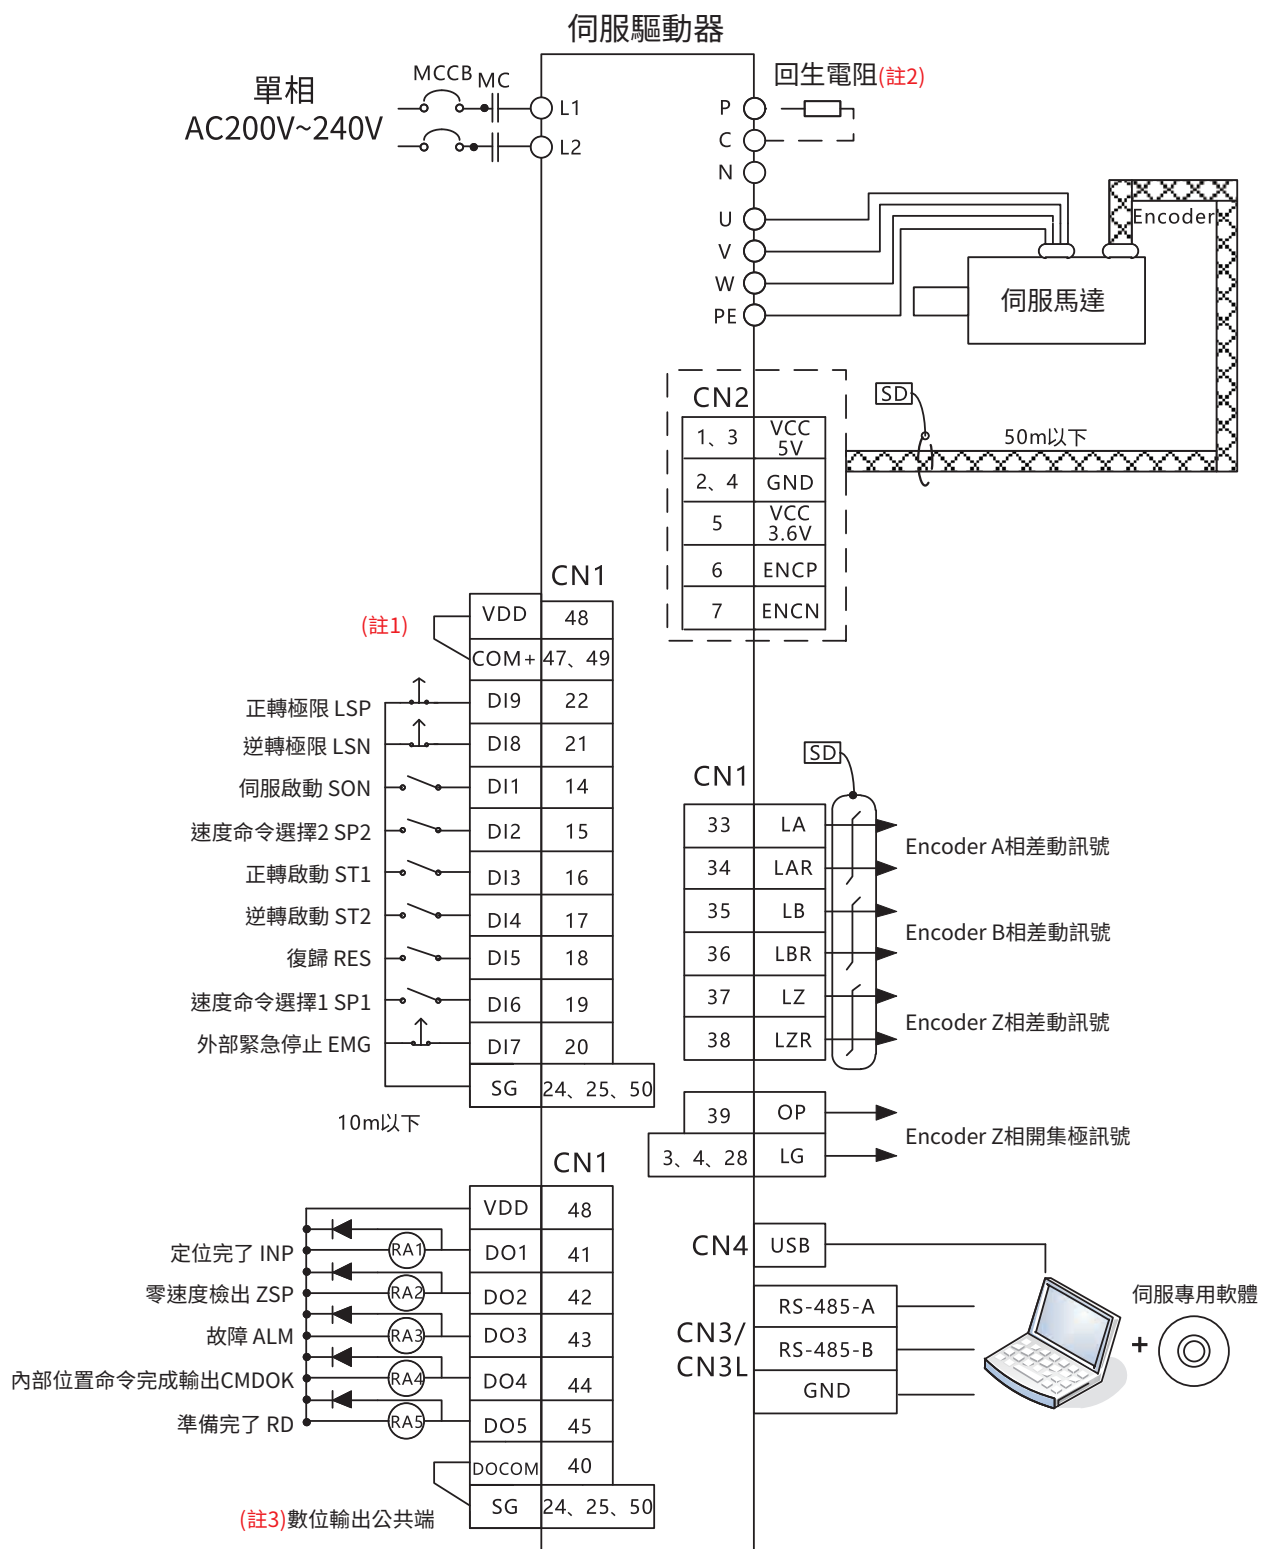 伺服驅動器
單相
AC200V~240V
MCCB
MC
L1
L2
回生電阻(註2)
P
C
N
U
V
W
PE
Encoder
伺服馬達
SD
50m以下
CN2
1、3 VCC 5V
2、4 GND
5 VCC 3.6V
6 ENCP
7 ENCN
CN1
(註1)
VDD 48
COM+ 47、49
正轉極限 LSP DI9 22
逆轉極限 LSN DI8 21
伺服啟動 SON DI1 14
速度命令選擇2 SP2 DI2 15
正轉啟動 ST1 DI3 16
逆轉啟動 ST2 DI4 17
復歸 RES DI5 18
速度命令選擇1 SP1 DI6 19
外部緊急停止 EMG DI7 20
SG 24、25、50
10m以下
CN1
SD
33 LA
34 LAR
Encoder A相差動訊號
35 LB
36 LBR
Encoder B相差動訊號
37 LZ
38 LZR
Encoder Z相差動訊號
39 OP
3、4、28 LG
Encoder Z相開集極訊號
CN1
VDD 48
定位完了 INP RA1 DO1 41
零速度檢出 ZSP RA2 DO2 42
故障 ALM RA3 DO3 43
內部位置命令完成輸出CMDOK RA4 DO4 44
準備完了 RD RA5 DO5 45
DOCOM 40
SG 24、25、50
(註3)數位輸出公共端
CN4 USB
CN3/
CN3L
RS-485-A
RS-485-B
GND
伺服專用軟體
+